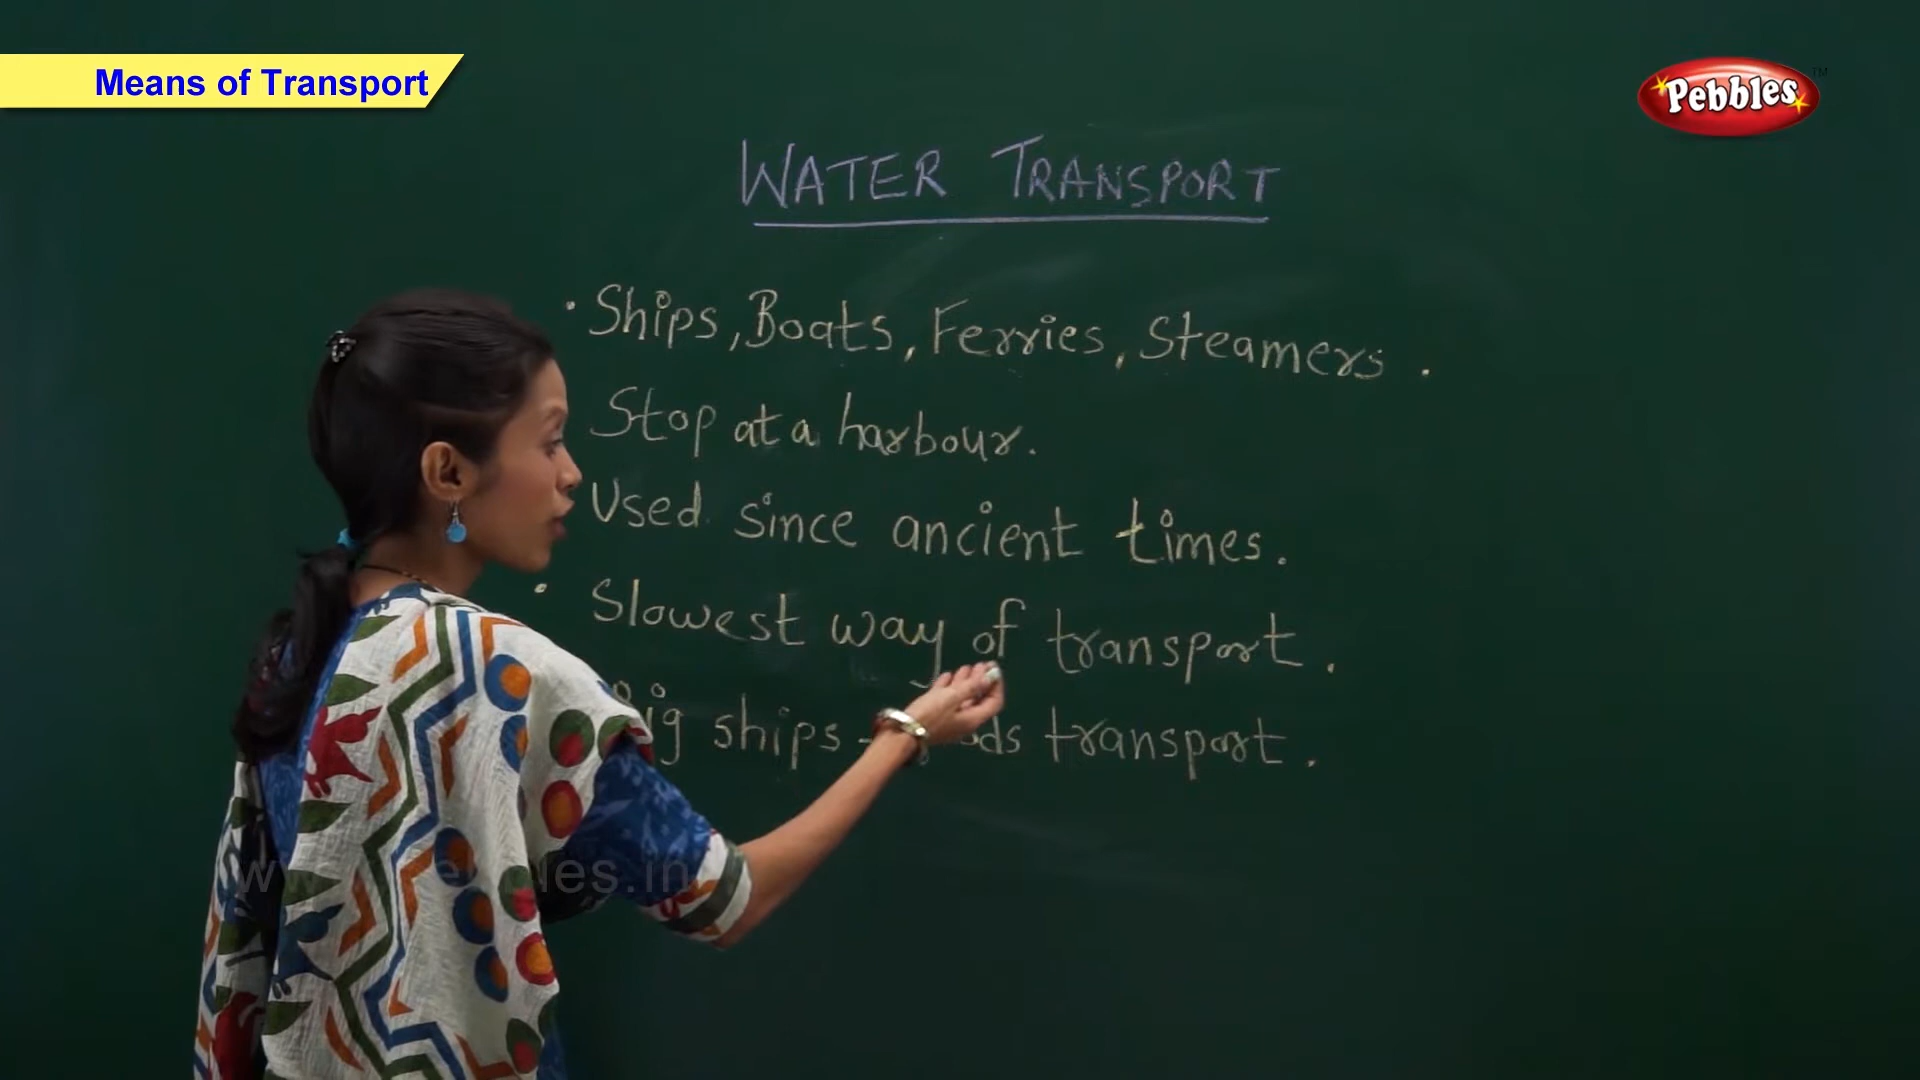 Means of Transport
Pebbles
TM
WATER TRANSPORT
• Ships, Boats, Ferries, Steamers.
Stop at a harbour.
Used since ancient times.
• Slowest way of transport.
ships - transport.